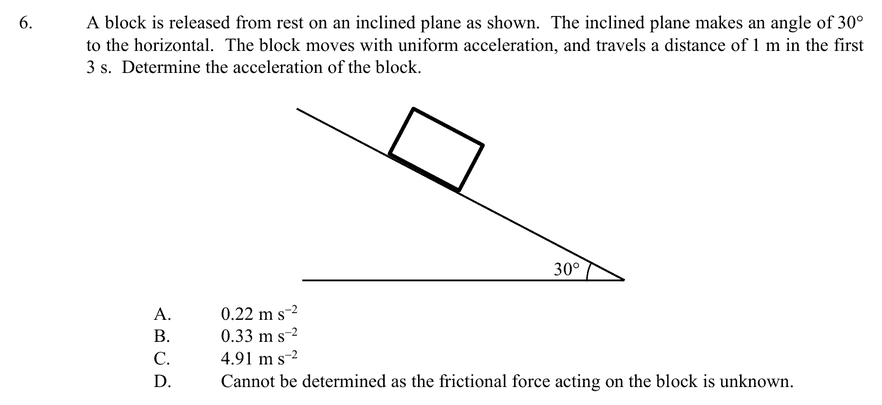 6. A block is released from rest on an inclined plane as shown. The inclined plane makes an angle of 30°
to the horizontal. The block moves with uniform acceleration, and travels a distance of 1 m in the first
3 s. Determine the acceleration of the block.
30°
A. 0.22 m s⁻²
B. 0.33 m s⁻²
C. 4.91 m s⁻²
D. Cannot be determined as the frictional force acting on the block is unknown.